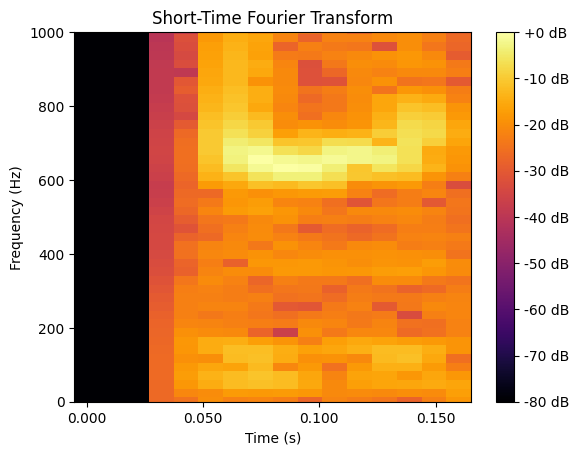 Short-Time Fourier Transform
1000
800
600
400
200
0
Frequency (Hz)
0.000
0.050
0.100
0.150
Time (s)
+0 dB
-10 dB
-20 dB
-30 dB
-40 dB
-50 dB
-60 dB
-70 dB
-80 dB